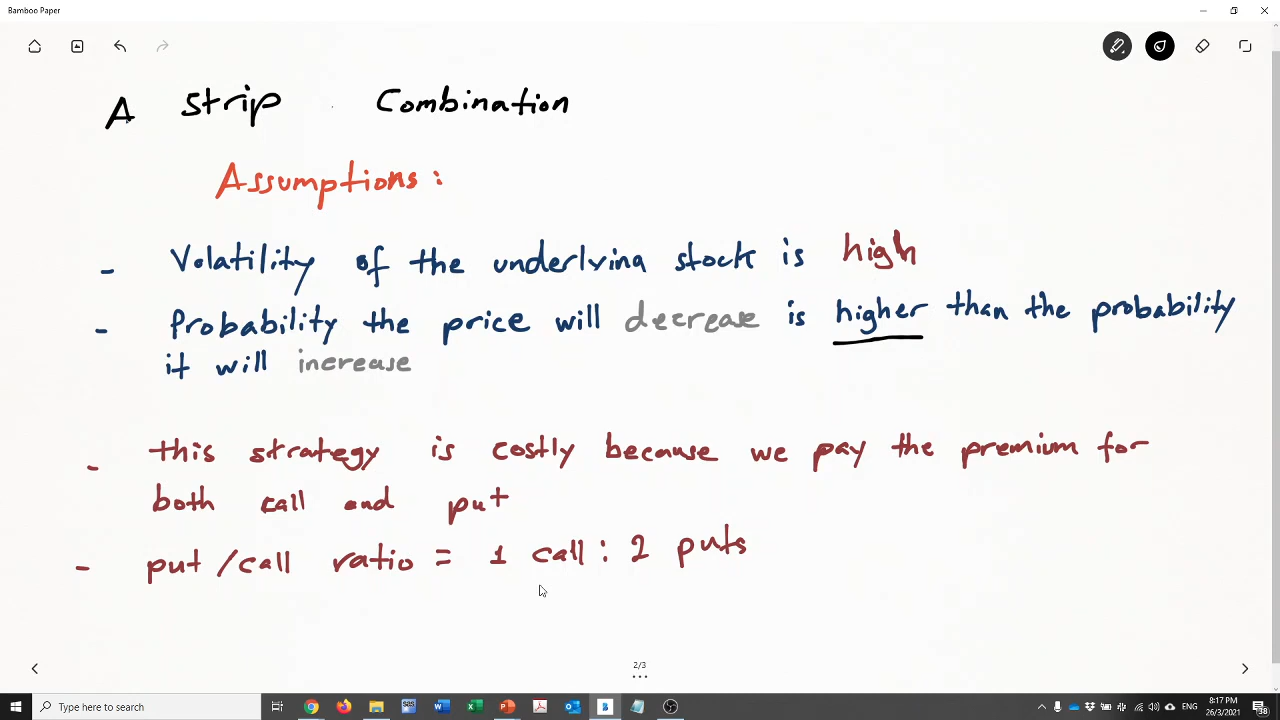 Bamboo Paper
A strip Combination
Assumptions:
- Volatility of the underlying stock is high
- Probability the price will decrease is higher than the probability
it will increase
- this strategy is costly because we pay the premium for
both call and put
- put/call ratio = 1 call: 2 puts
2/3
Type here to search
8:17 PM
26/3/2021